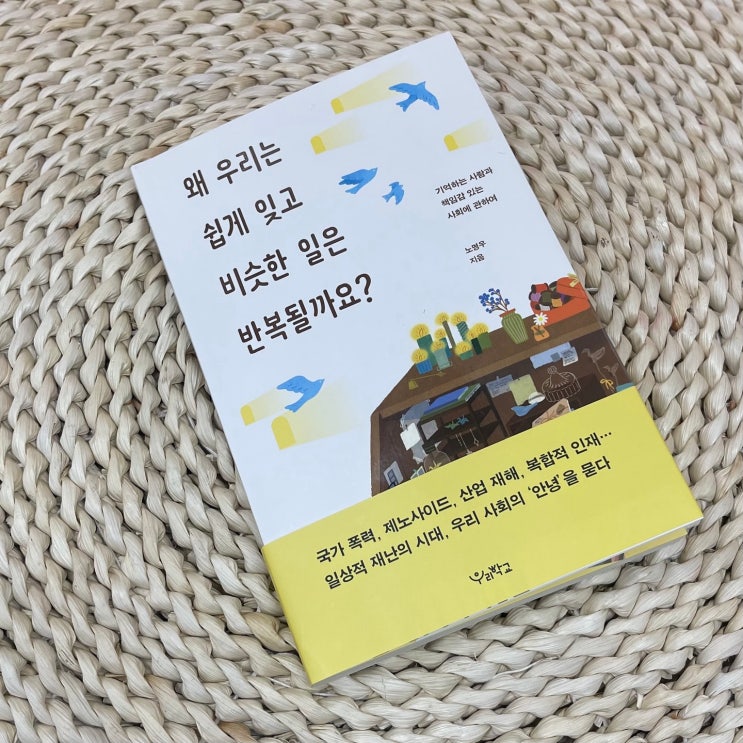 왜 우리는
쉽게 잊고
비슷한 일은
반복될까요?
기억하는 사람과
책임감 있는
사회에 관하여
노명우
지음
국가 폭력, 제노사이드, 산업 재해, 복합적 인재…
일상적 재난의 시대, 우리 사회의 ‘안녕’을 묻다
우리학교